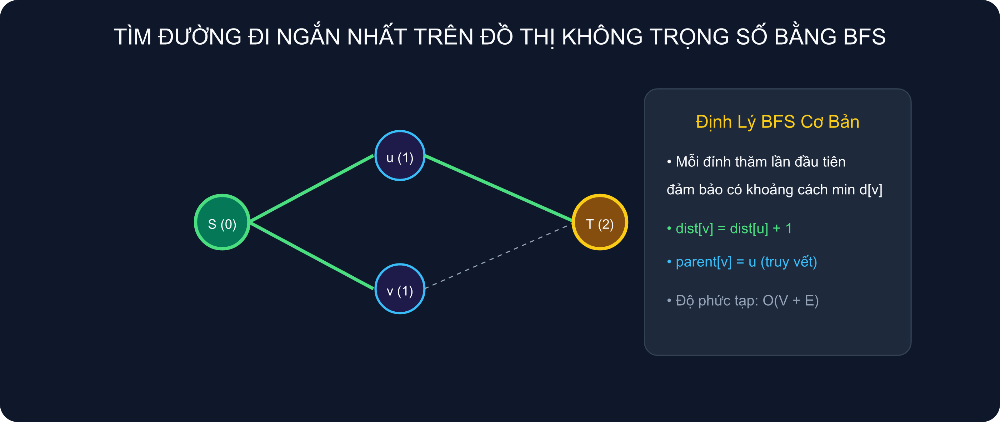 TÌM ĐƯỜNG ĐI NGẮN NHẤT TRÊN ĐỒ THỊ KHÔNG TRỌNG SỐ BẰNG BFS
u (1)
S (0)
T (2)
v (1)
Định Lý BFS Cơ Bản
• Mỗi đỉnh thăm lần đầu tiên
đảm bảo có khoảng cách min d[v]
• dist[v] = dist[u] + 1
• parent[v] = u (truy vết)
• Độ phức tạp: O(V + E)